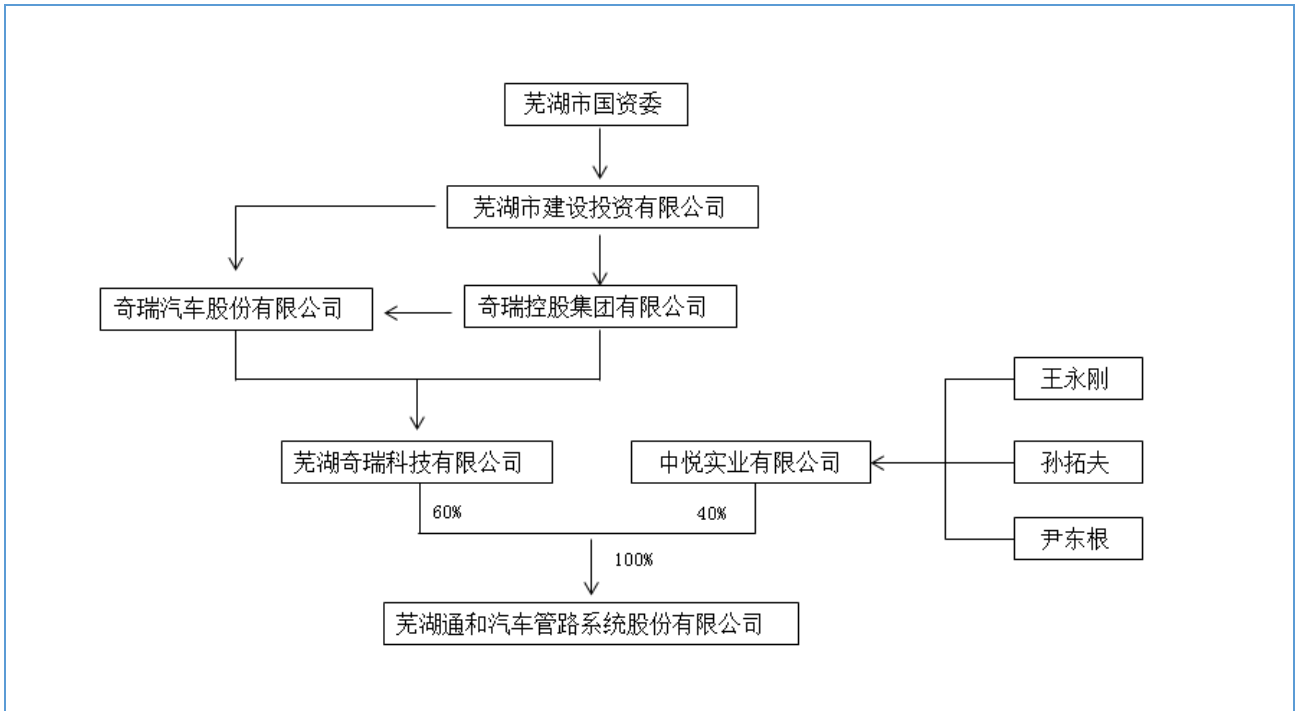 芜湖市国资委
芜湖市建设投资有限公司
奇瑞汽车股份有限公司
奇瑞控股集团有限公司
王永刚
芜湖奇瑞科技有限公司
中悦实业有限公司
孙拓夫
60%
40%
尹东根
100%
芜湖通和汽车管路系统股份有限公司